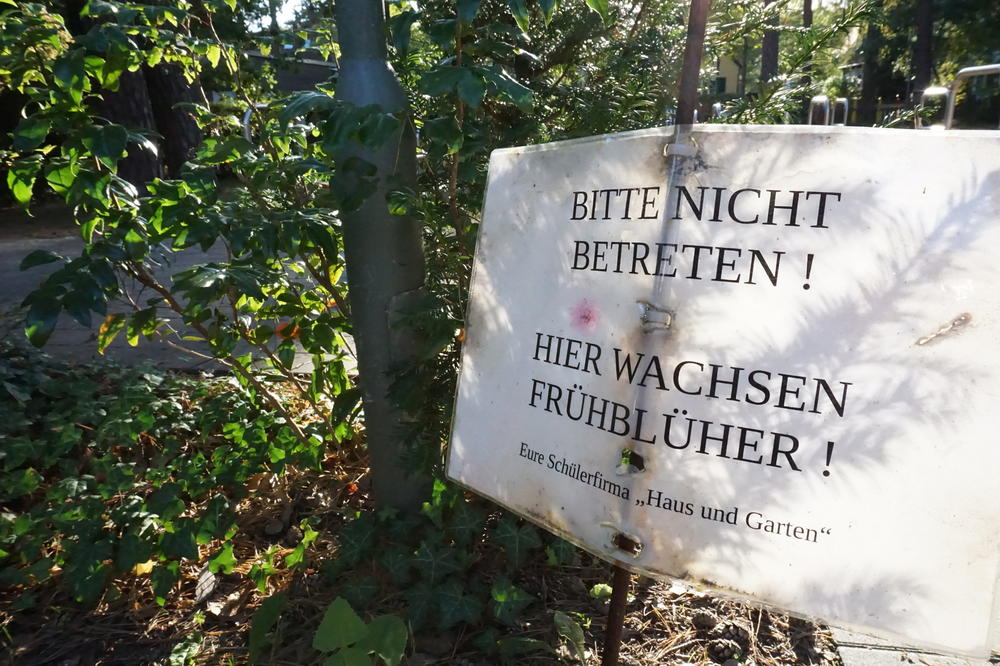 BITTE NICHT
BETRETEN !
HIER WACHSEN
FRÜHBLÜHER !
Eure Schülerfirma „Haus und Garten“